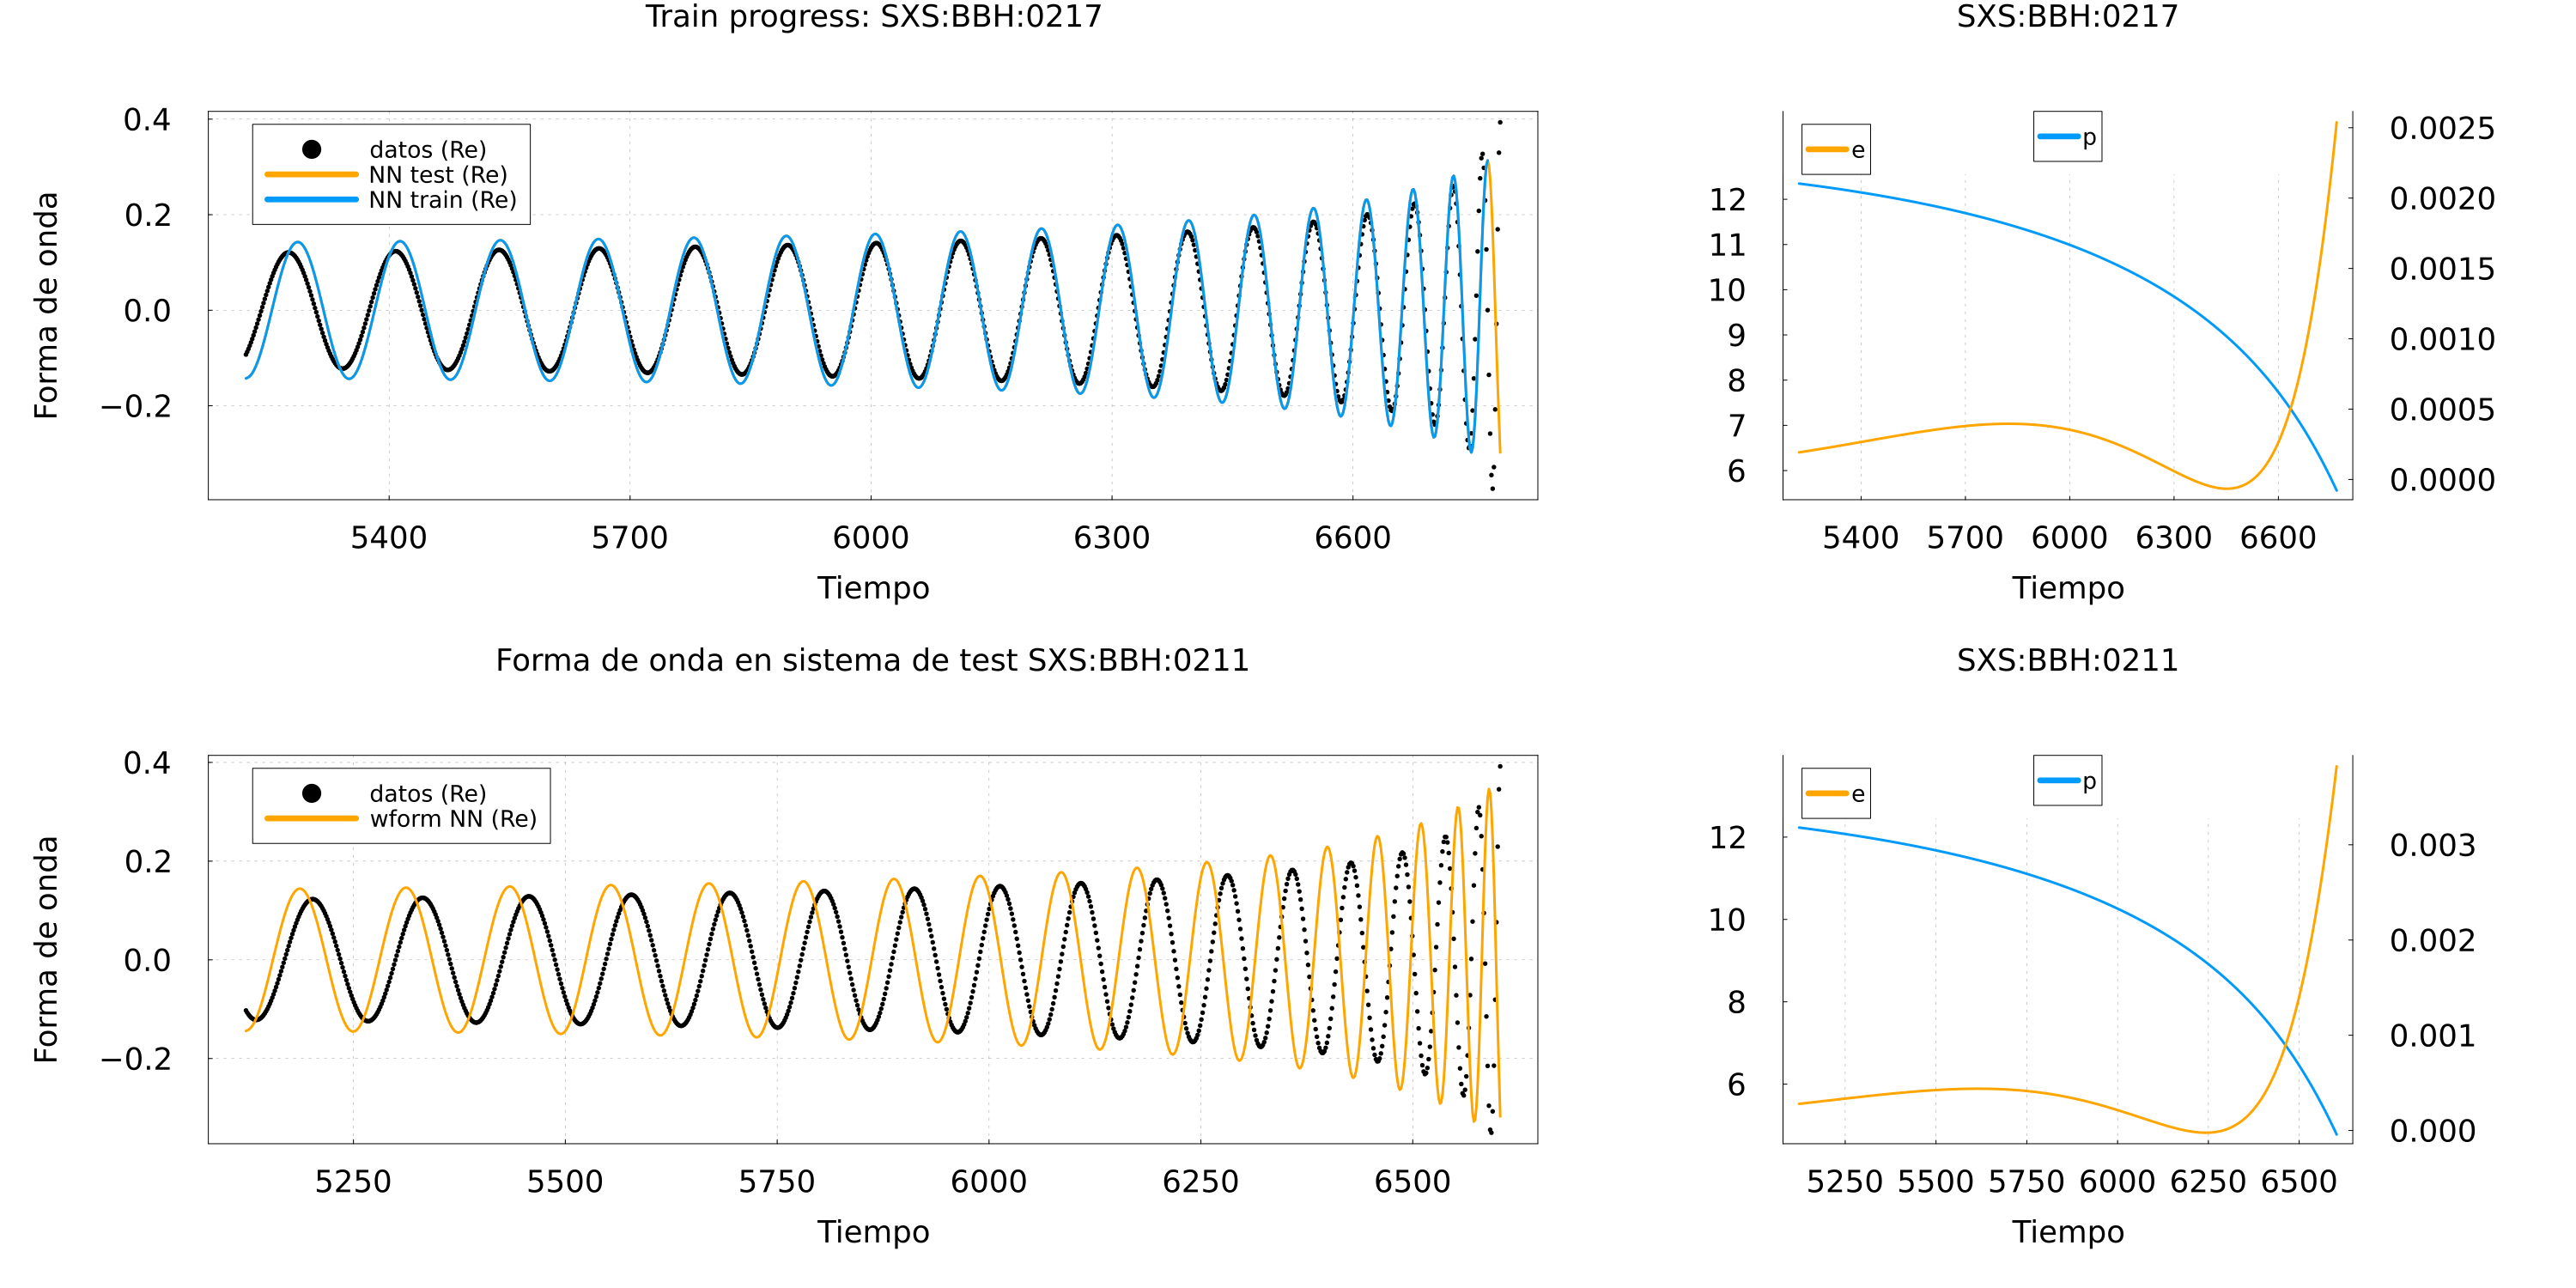 Train progress: SXS:BBH:0217
datos (Re)
NN test (Re)
NN train (Re)
Forma de onda
0.4
0.2
0.0
−0.2
5400 5700 6000 6300 6600
Tiempo
SXS:BBH:0217
e
p
12
11
10
9
8
7
6
0.0025
0.0020
0.0015
0.0010
0.0005
0.0000
5400 5700 6000 6300 6600
Tiempo
Forma de onda en sistema de test SXS:BBH:0211
datos (Re)
wform NN (Re)
Forma de onda
0.4
0.2
0.0
−0.2
5250 5500 5750 6000 6250 6500
Tiempo
SXS:BBH:0211
e
p
12
10
8
6
0.003
0.002
0.001
0.000
5250 5500 5750 6000 6250 6500
Tiempo